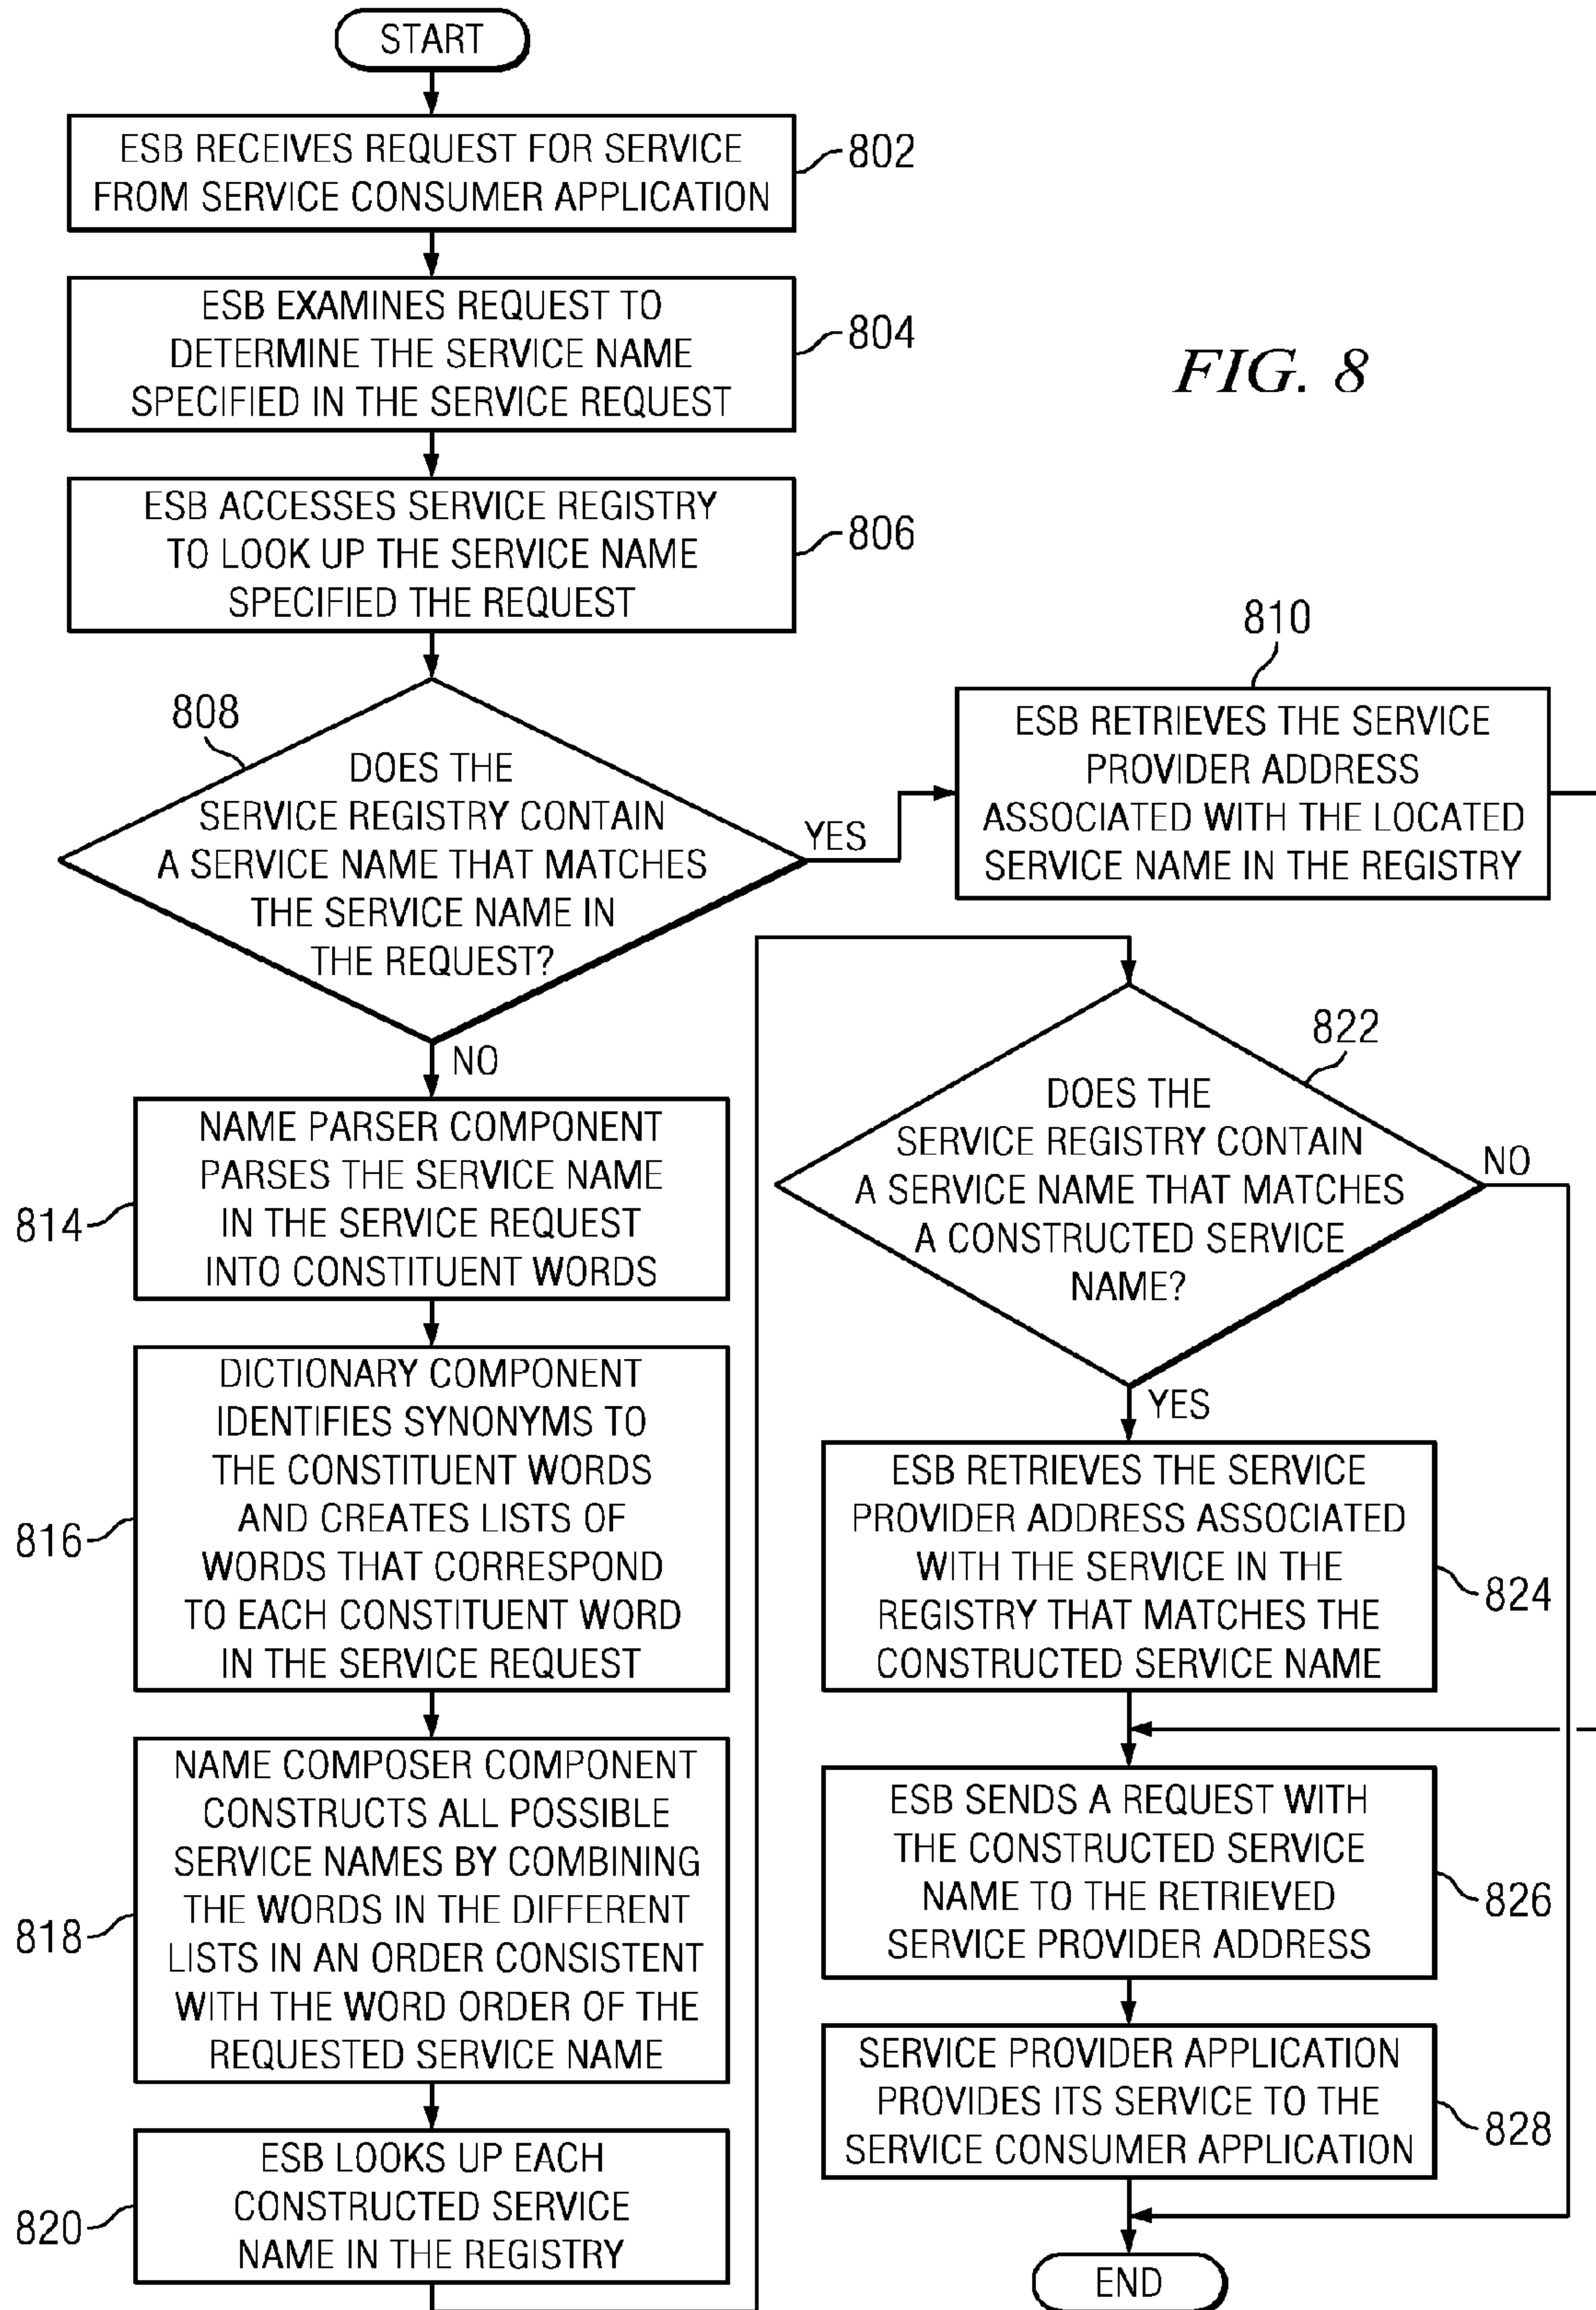 START
ESB RECEIVES REQUEST FOR SERVICE
FROM SERVICE CONSUMER APPLICATION
802
ESB EXAMINES REQUEST TO
DETERMINE THE SERVICE NAME
SPECIFIED IN THE SERVICE REQUEST
804
FIG. 8
ESB ACCESSES SERVICE REGISTRY
TO LOOK UP THE SERVICE NAME
SPECIFIED THE REQUEST
806
808
DOES THE
SERVICE REGISTRY CONTAIN
A SERVICE NAME THAT MATCHES
THE SERVICE NAME IN
THE REQUEST?
YES
810
ESB RETRIEVES THE SERVICE
PROVIDER ADDRESS
ASSOCIATED WITH THE LOCATED
SERVICE NAME IN THE REGISTRY
NO
NAME PARSER COMPONENT
PARSES THE SERVICE NAME
IN THE SERVICE REQUEST
INTO CONSTITUENT WORDS
814
DICTIONARY COMPONENT
IDENTIFIES SYNONYMS TO
THE CONSTITUENT WORDS
AND CREATES LISTS OF
WORDS THAT CORRESPOND
TO EACH CONSTITUENT WORD
IN THE SERVICE REQUEST
816
NAME COMPOSER COMPONENT
CONSTRUCTS ALL POSSIBLE
SERVICE NAMES BY COMBINING
THE WORDS IN THE DIFFERENT
LISTS IN AN ORDER CONSISTENT
WITH THE WORD ORDER OF THE
REQUESTED SERVICE NAME
818
ESB LOOKS UP EACH
CONSTRUCTED SERVICE
NAME IN THE REGISTRY
820
822
DOES THE
SERVICE REGISTRY CONTAIN
A SERVICE NAME THAT MATCHES
A CONSTRUCTED SERVICE
NAME?
NO
YES
ESB RETRIEVES THE SERVICE
PROVIDER ADDRESS ASSOCIATED
WITH THE SERVICE IN THE
REGISTRY THAT MATCHES THE
CONSTRUCTED SERVICE NAME
824
ESB SENDS A REQUEST WITH
THE CONSTRUCTED SERVICE
NAME TO THE RETRIEVED
SERVICE PROVIDER ADDRESS
826
SERVICE PROVIDER APPLICATION
PROVIDES ITS SERVICE TO THE
SERVICE CONSUMER APPLICATION
828
END